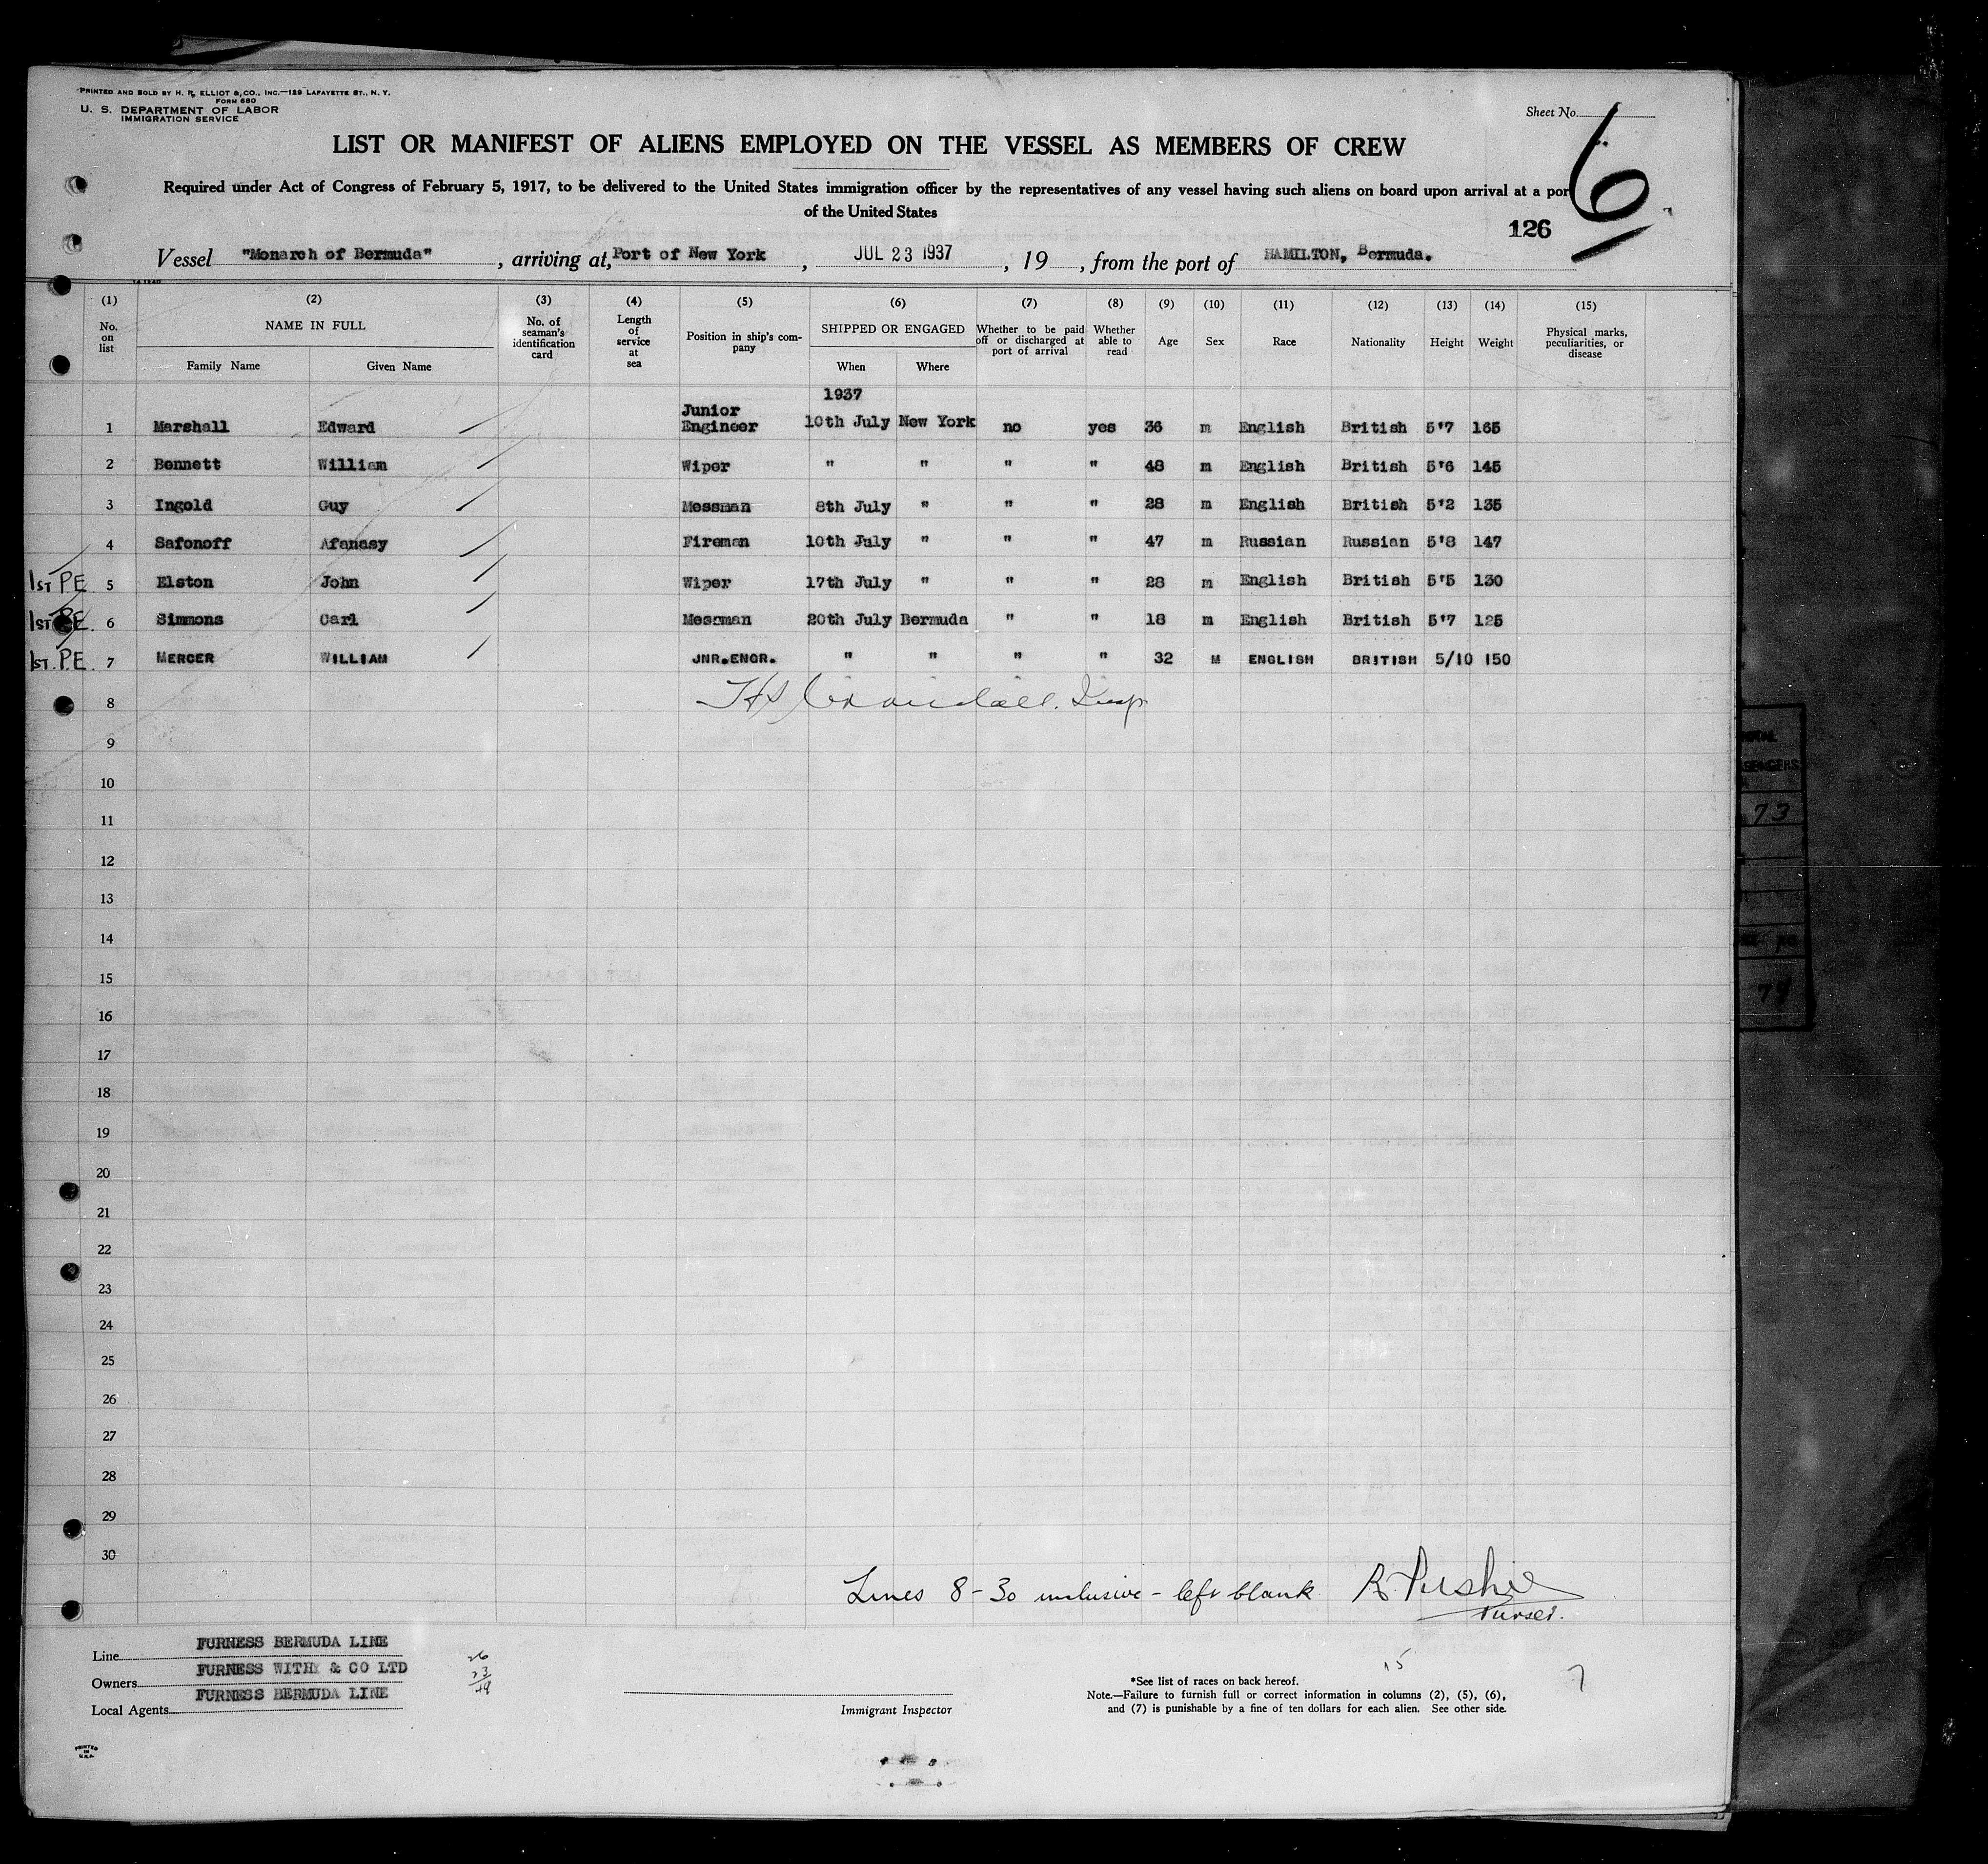 PRINTED AND SOLD BY H. R. ELLIOT & CO., INC.—129 LAFAYETTE ST., N. Y.
FORM 680
U. S. DEPARTMENT OF LABOR
IMMIGRATION SERVICE
Sheet No. 6
LIST OR MANIFEST OF ALIENS EMPLOYED ON THE VESSEL AS MEMBERS OF CREW
Required under Act of Congress of February 5, 1917, to be delivered to the United States immigration officer by the representatives of any vessel having such aliens on board upon arrival at a por
of the United States
126
Vessel "Monarch of Bermuda", arriving at, Port of New York, JUL 23 1937, 19 , from the port of HAMILTON, Bermuda.
(1) (2) (3) (4) (5) (6) (7) (8) (9) (10) (11) (12) (13) (14) (15)
No. on list NAME IN FULL Family Name Given Name No. of seaman's identification card Length of service at sea Position in ship's company SHIPPED OR ENGAGED When Where Whether to be paid off or discharged at port of arrival Whether able to read Age Sex Race Nationality Height Weight Physical marks, peculiarities, or disease
1937
1 Marshall Edward Junior Engineer 10th July New York no yes 36 m English British 5'7 165
2 Bennett William Wiper " " " " 48 m English British 5'6 145
3 Ingold Guy Messman 8th July " " " 28 m English British 5'2 135
4 Safonoff Afanasy Fireman 10th July " " " 47 m Russian Russian 5'8 147
1ST P.E. 5 Elston John Wiper 17th July " " " 28 m English British 5'5 130
1ST P.E. 6 Simmons Carl Messman 20th July Bermuda " " 18 m English British 5'7 125
1ST. P.E. 7 MERCER WILLIAM JNR.ENGR. " " " " 32 M ENGLISH BRITISH 5/10 150
8
9
10
11
12
13
14
15
16
17
18
19
20
21
22
23
24
25
26
27
28
29
30
Lines 8-30 inclusive - left blank
Purser.
Line FURNESS BERMUDA LINE
Owners FURNESS WITHY & CO LTD
Local Agents FURNESS BERMUDA LINE
26
23
49
Immigrant Inspector
15
7
*See list of races on back hereof.
Note.—Failure to furnish full or correct information in columns (2), (5), (6),
and (7) is punishable by a fine of ten dollars for each alien. See other side.
PRINTED
IN
U.S.A.
73
79